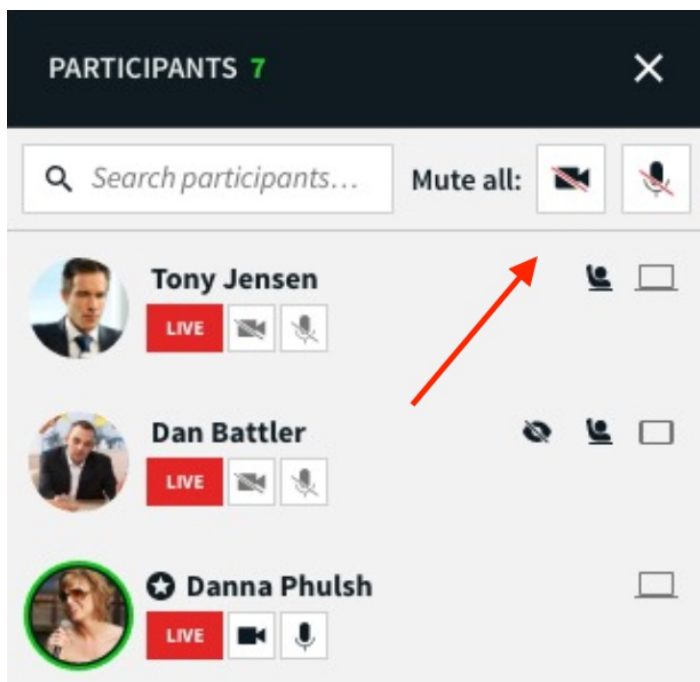 PARTICIPANTS 7
Search participants...
Mute all:
Tony Jensen
LIVE
Dan Battler
LIVE
Danna Phulsh
LIVE